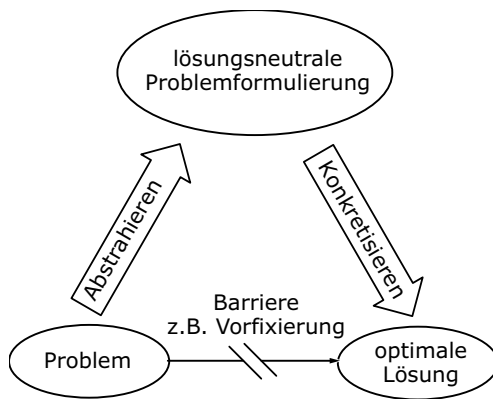 lösungsneutrale
Problemformulierung
Abstrahieren
Konkretisieren
Barriere
z.B. Vorfixierung
Problem
optimale
Lösung